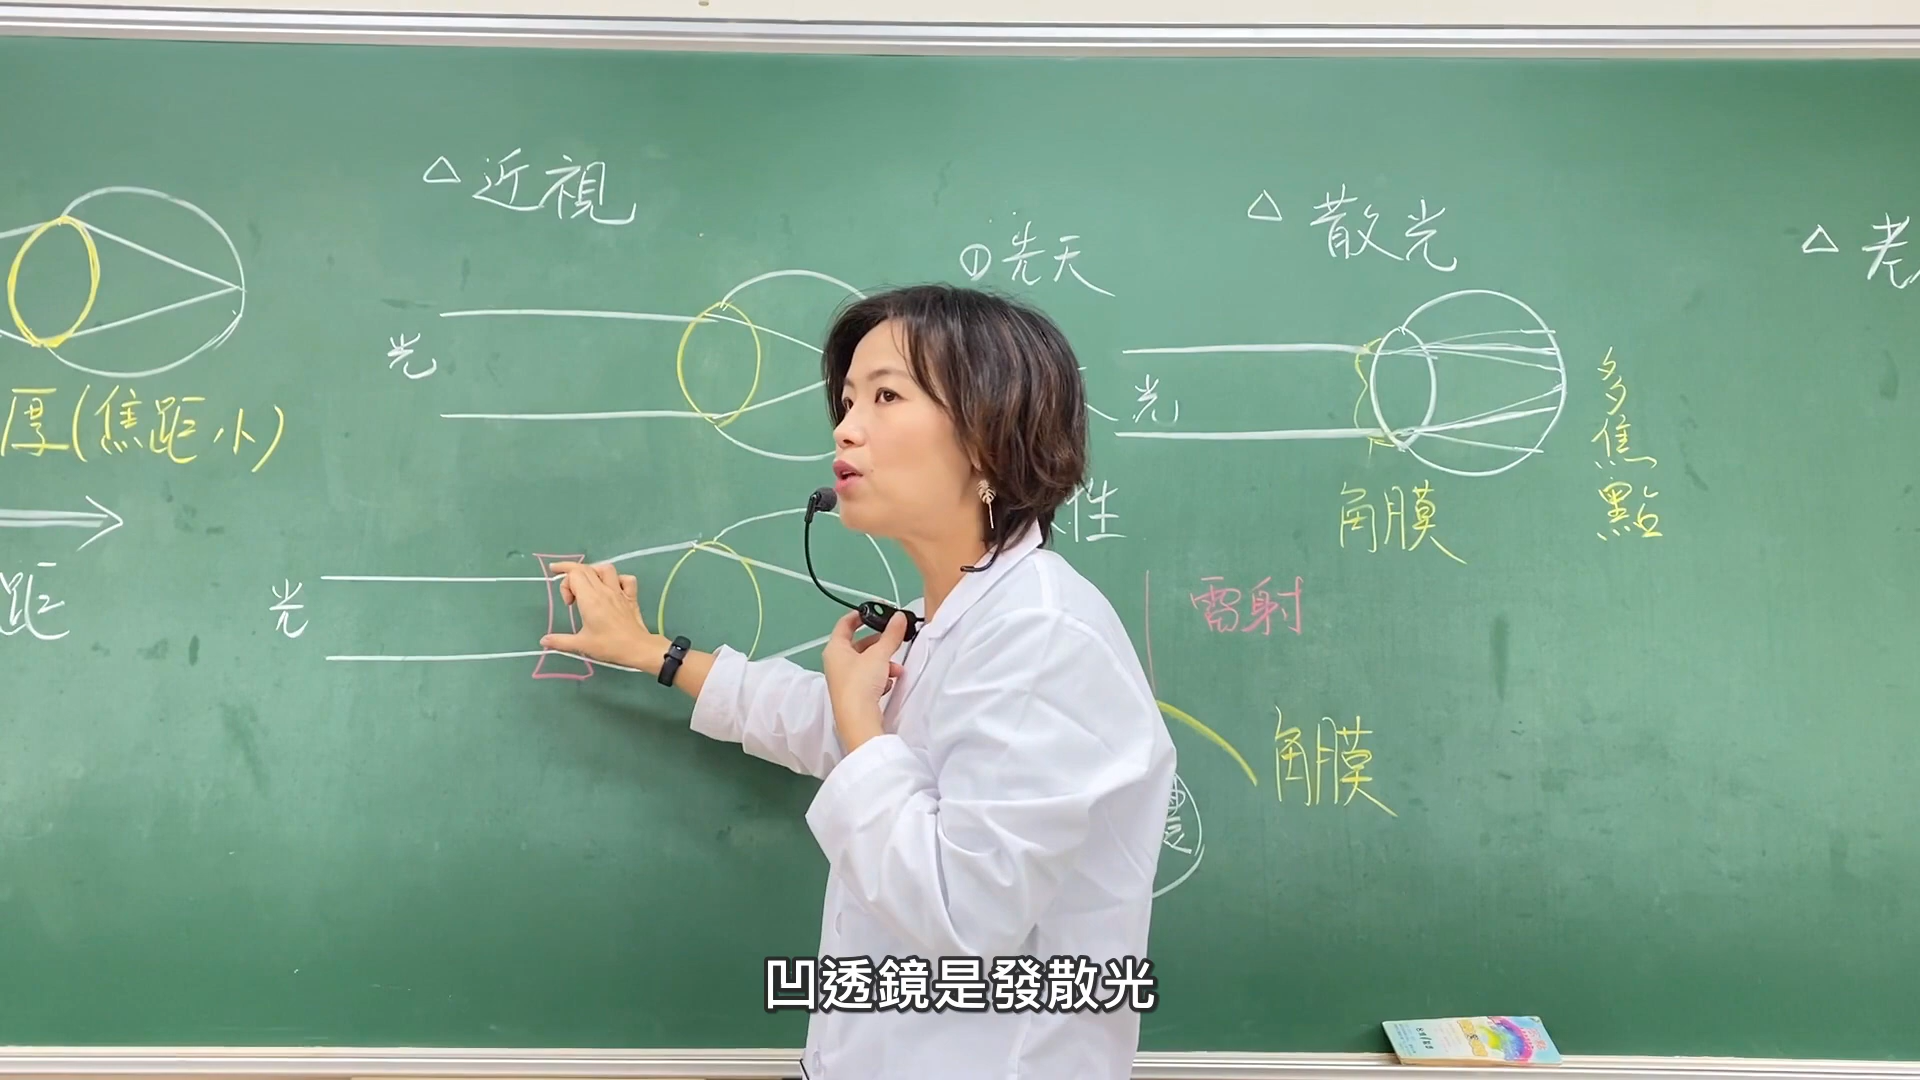 △ 近視
△ 散光
△ 老
① 先天
光
光
厚(焦距小)
多焦點
角膜
性
距
光
雷射
角膜
凹透鏡是發散光